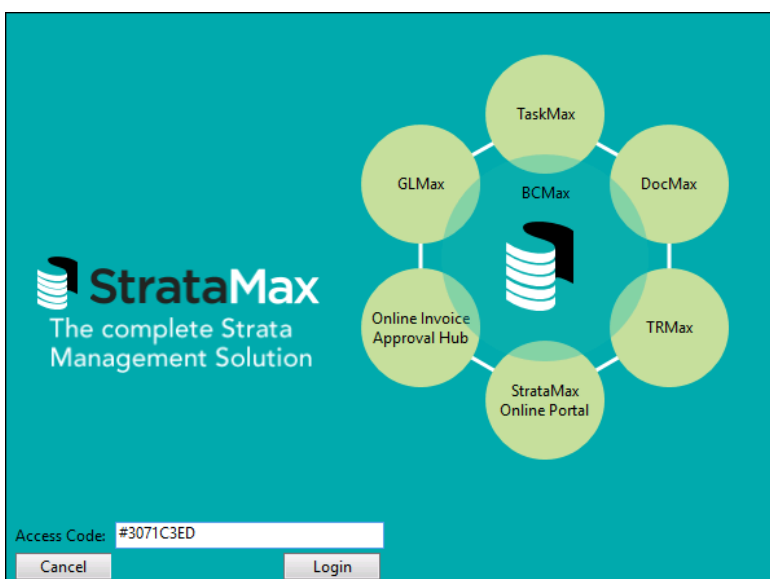 TaskMax
GLMax
BCMax
DocMax
StrataMax
The complete Strata
Management Solution
Online Invoice
Approval Hub
TRMax
StrataMax
Online Portal
Access Code: #3071C3ED
Cancel Login